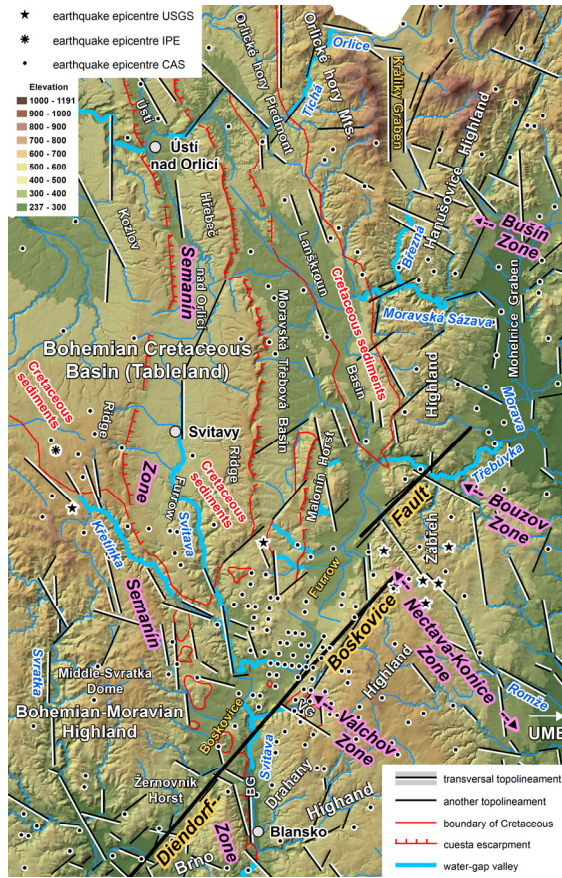 earthquake epicentre USGS
earthquake epicentre IPE
earthquake epicentre CAS
Elevation
1000 - 1191
900 - 1000
800 - 900
700 - 800
600 - 700
500 - 600
400 - 500
300 - 400
237 - 300
Orlické hory Piedmont
Orlické hory Mts.
Orlice
Tichá
Králíky Graben
Ústí
Ústí
nad Orlicí
Kozlov
Hřebeč
Semanín
nad Orlicí
Lanškroun
Basin
Cretaceous sediments
Hanušovice
Highland
Březná
Bušín
Zone
Moravská Sázava
Mohelnice Graben
Bohemian Cretaceous
Basin (Tableland)
Moravská Třebová Basin
Highland
Morava
Třebůvka
Cretaceous
sediments
Ridge
Svitavy
Zone
Furrow
Cretaceous
sediments
Ridge
Malonín Horst
Svitava
Křetínka
Fault
Zábřeh
Bouzov
Zone
Semanín
Furrow
Boskovice
Nectava-Konice
Zone
Svratka
Middle-Svratka
Dome
Highland
Romže
Bohemian-Moravian
Highland
Boskovice
VG
Valchov
Zone
UMB
Svitava
Žernovník
Horst
BG
Drahany
Highand
Diendorf-
Zone
Blansko
Brno
transversal topolineament
another topolineament
boundary of Cretaceous
cuesta escarpment
water-gap valley